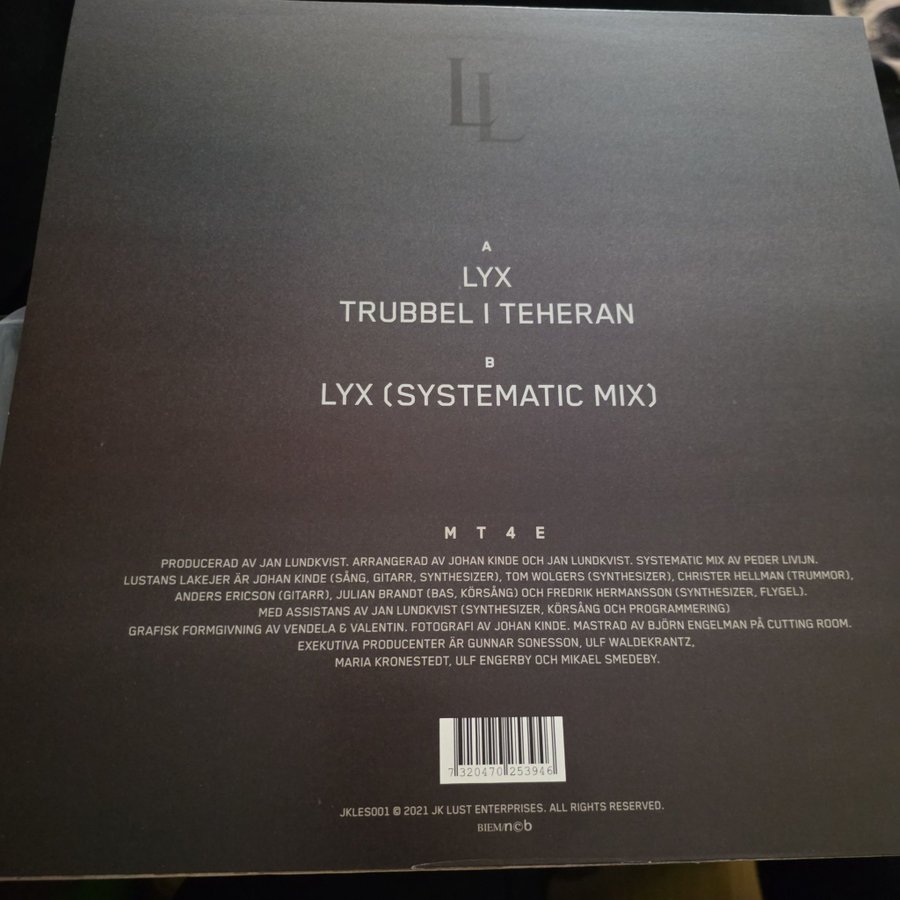 LL
A
LYX
TRUBBEL I TEHERAN
B
LYX (SYSTEMATIC MIX)
MT4E
PRODUCERAD AV JAN LUNDKVIST. ARRANGERAD AV JOHAN KINDE OCH JAN LUNDKVIST. SYSTEMATIC MIX AV PEDER LIVIJN.
LUSTANS LAKEJER ÄR JOHAN KINDE (SÅNG, GITARR, SYNTHESIZER), TOM WOLGERS (SYNTHESIZER), CHRISTER HELLMAN (TRUMMOR),
ANDERS ERICSON (GITARR), JULIAN BRANDT (BAS, KÖRSÅNG) OCH FREDRIK HERMANSSON (SYNTHESIZER, FLYGEL).
MED ASSISTANS AV JAN LUNDKVIST (SYNTHESIZER, KÖRSÅNG OCH PROGRAMMERING)
GRAFISK FORMGIVNING AV VENDELA & VALENTIN. FOTOGRAFI AV JOHAN KINDE. MASTRAD AV BJÖRN ENGELMAN PÅ CUTTING ROOM.
EXEKUTIVA PRODUCENTER ÄR GUNNAR SONESSON, ULF WALDEKRANTZ,
MARIA KRONESTEDT, ULF ENGERBY OCH MIKAEL SMEDEBY.
7 320470 253946
JKLES001 © 2021 JK LUST ENTERPRISES. ALL RIGHTS RESERVED.
BIEM/n©b